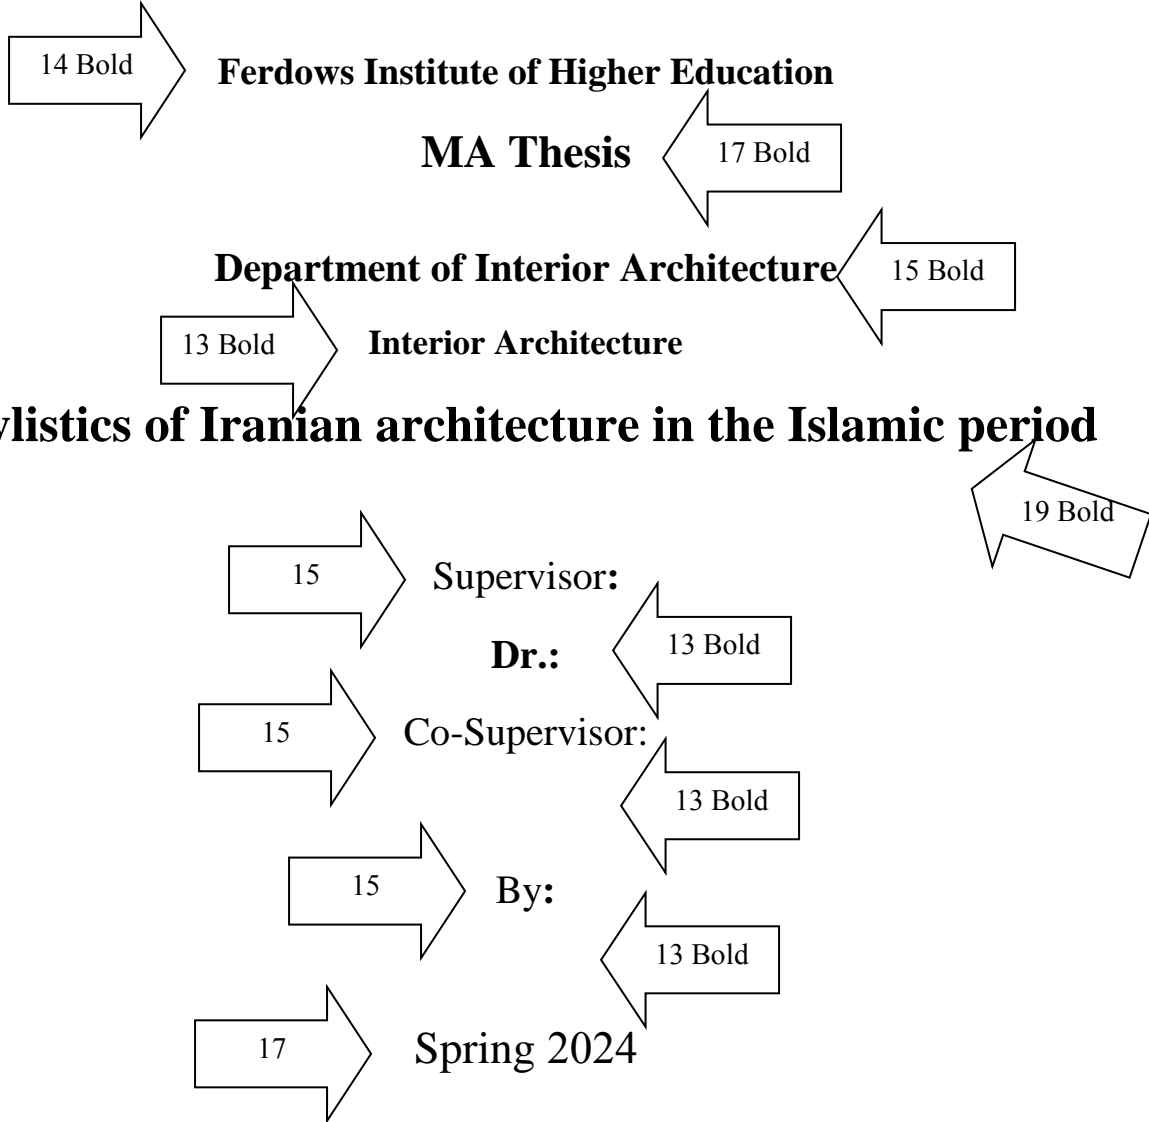 14 Bold Ferdows Institute of Higher Education
MA Thesis 17 Bold
Department of Interior Architecture 15 Bold
13 Bold Interior Architecture
ylistics of Iranian architecture in the Islamic period
19 Bold
15 Supervisor:
Dr.: 13 Bold
15 Co-Supervisor:
13 Bold
15 By:
13 Bold
17 Spring 2024